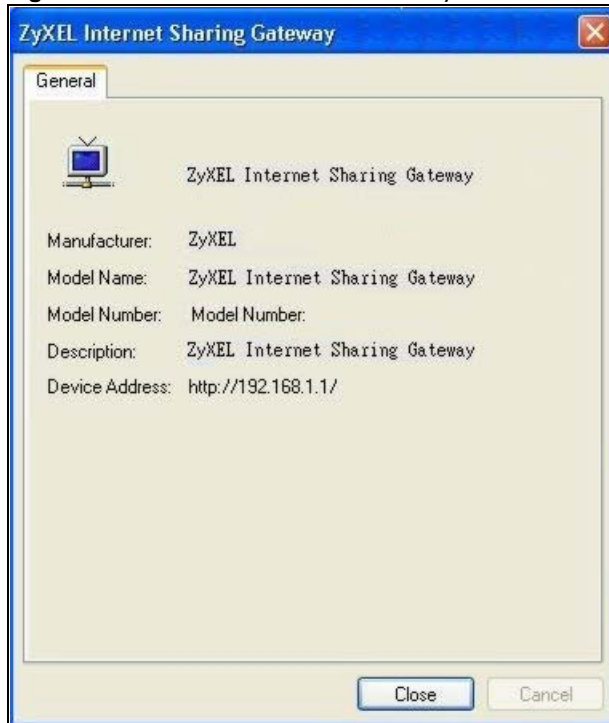 ZyXEL Internet Sharing Gateway
General
ZyXEL Internet Sharing Gateway
Manufacturer: ZyXEL
Model Name: ZyXEL Internet Sharing Gateway
Model Number: Model Number:
Description: ZyXEL Internet Sharing Gateway
Device Address: http://192.168.1.1/
Close Cancel